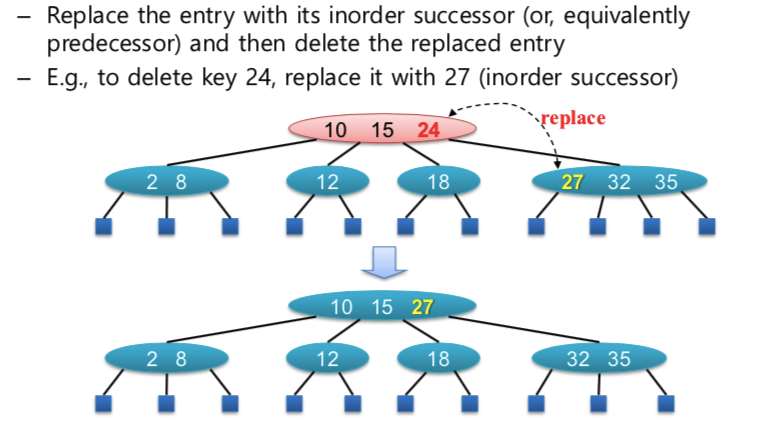 – Replace the entry with its inorder successor (or, equivalently
predecessor) and then delete the replaced entry
– E.g., to delete key 24, replace it with 27 (inorder successor)
replace
10 15 24
2 8 12 18 27 32 35
10 15 27
2 8 12 18 32 35